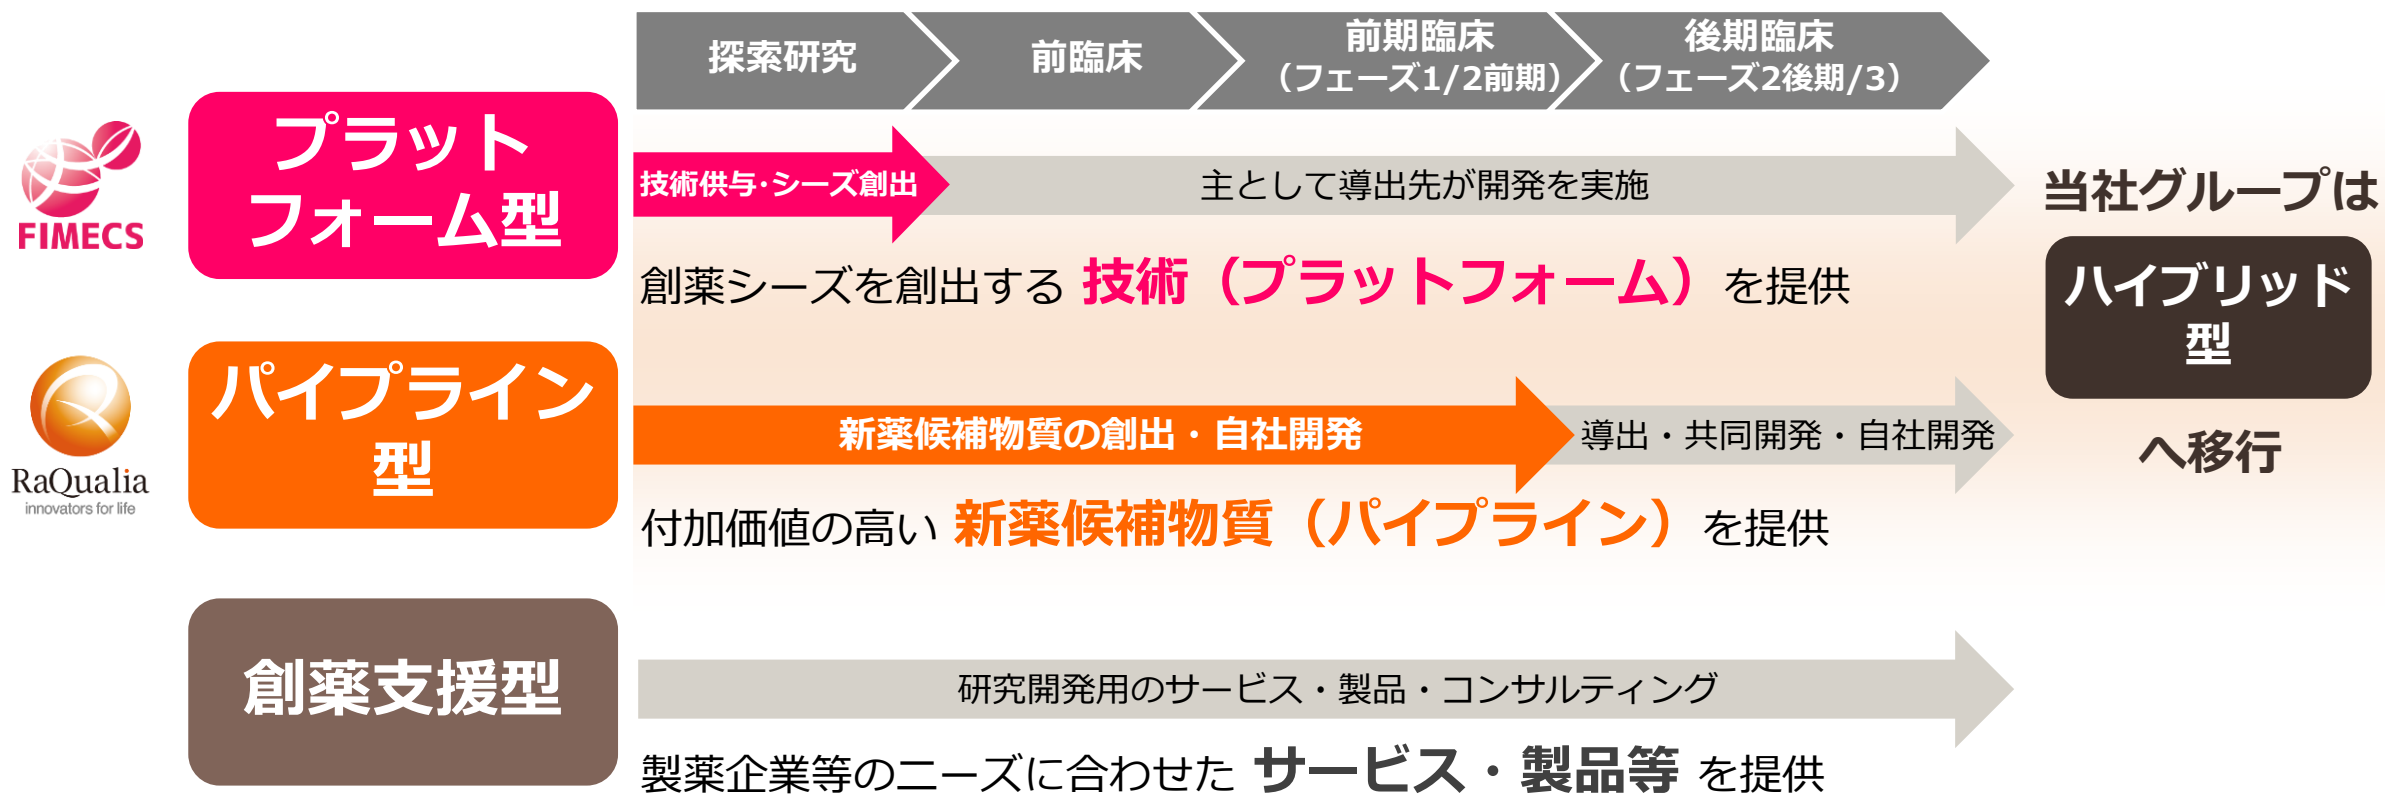 探索研究
前臨床
前期臨床
（フェーズ1/2前期）
後期臨床
（フェーズ2後期/3）
FIMECS
プラット
フォーム型
技術供与・シーズ創出
主として導出先が開発を実施
創薬シーズを創出する 技術（プラットフォーム） を提供
RaQualia
innovators for life
パイプライン
型
新薬候補物質の創出・自社開発
導出・共同開発・自社開発
付加価値の高い 新薬候補物質（パイプライン） を提供
当社グループは
ハイブリッド
型
へ移行
創薬支援型
研究開発用のサービス・製品・コンサルティング
製薬企業等のニーズに合わせた サービス・製品等 を提供